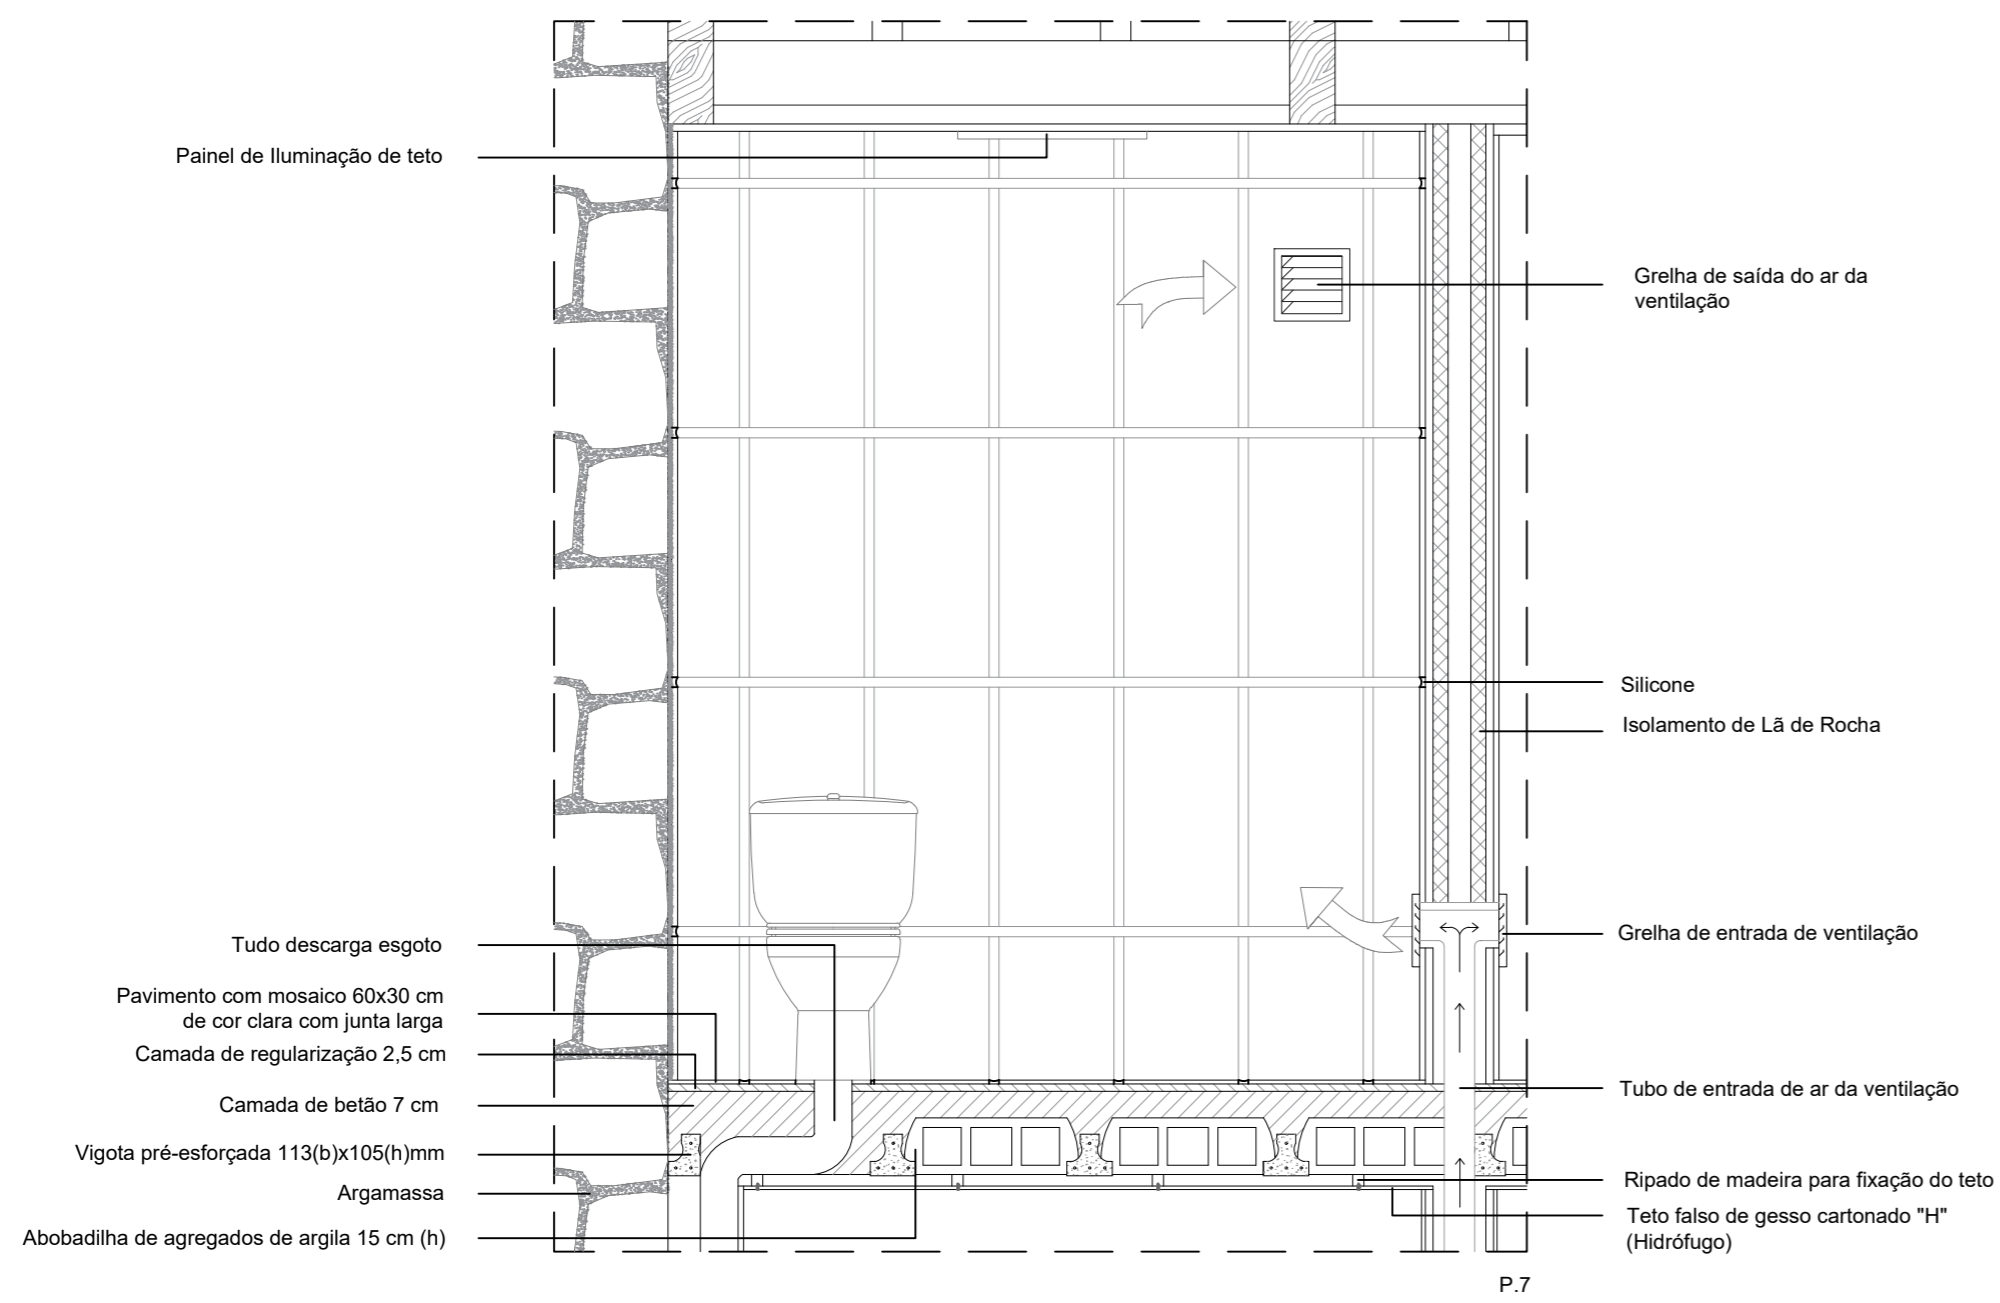 Painel de Iluminação de teto
Grelha de saída do ar da
ventilação
Silicone
Isolamento de Lã de Rocha
Tudo descarga esgoto
Grelha de entrada de ventilação
Pavimento com mosaico 60x30 cm
de cor clara com junta larga
Camada de regularização 2,5 cm
Camada de betão 7 cm
Tubo de entrada de ar da ventilação
Vigota pré-esforçada 113(b)x105(h)mm
Argamassa
Abobadilha de agregados de argila 15 cm (h)
Ripado de madeira para fixação do teto
Teto falso de gesso cartonado "H"
(Hidrófugo)
P.7